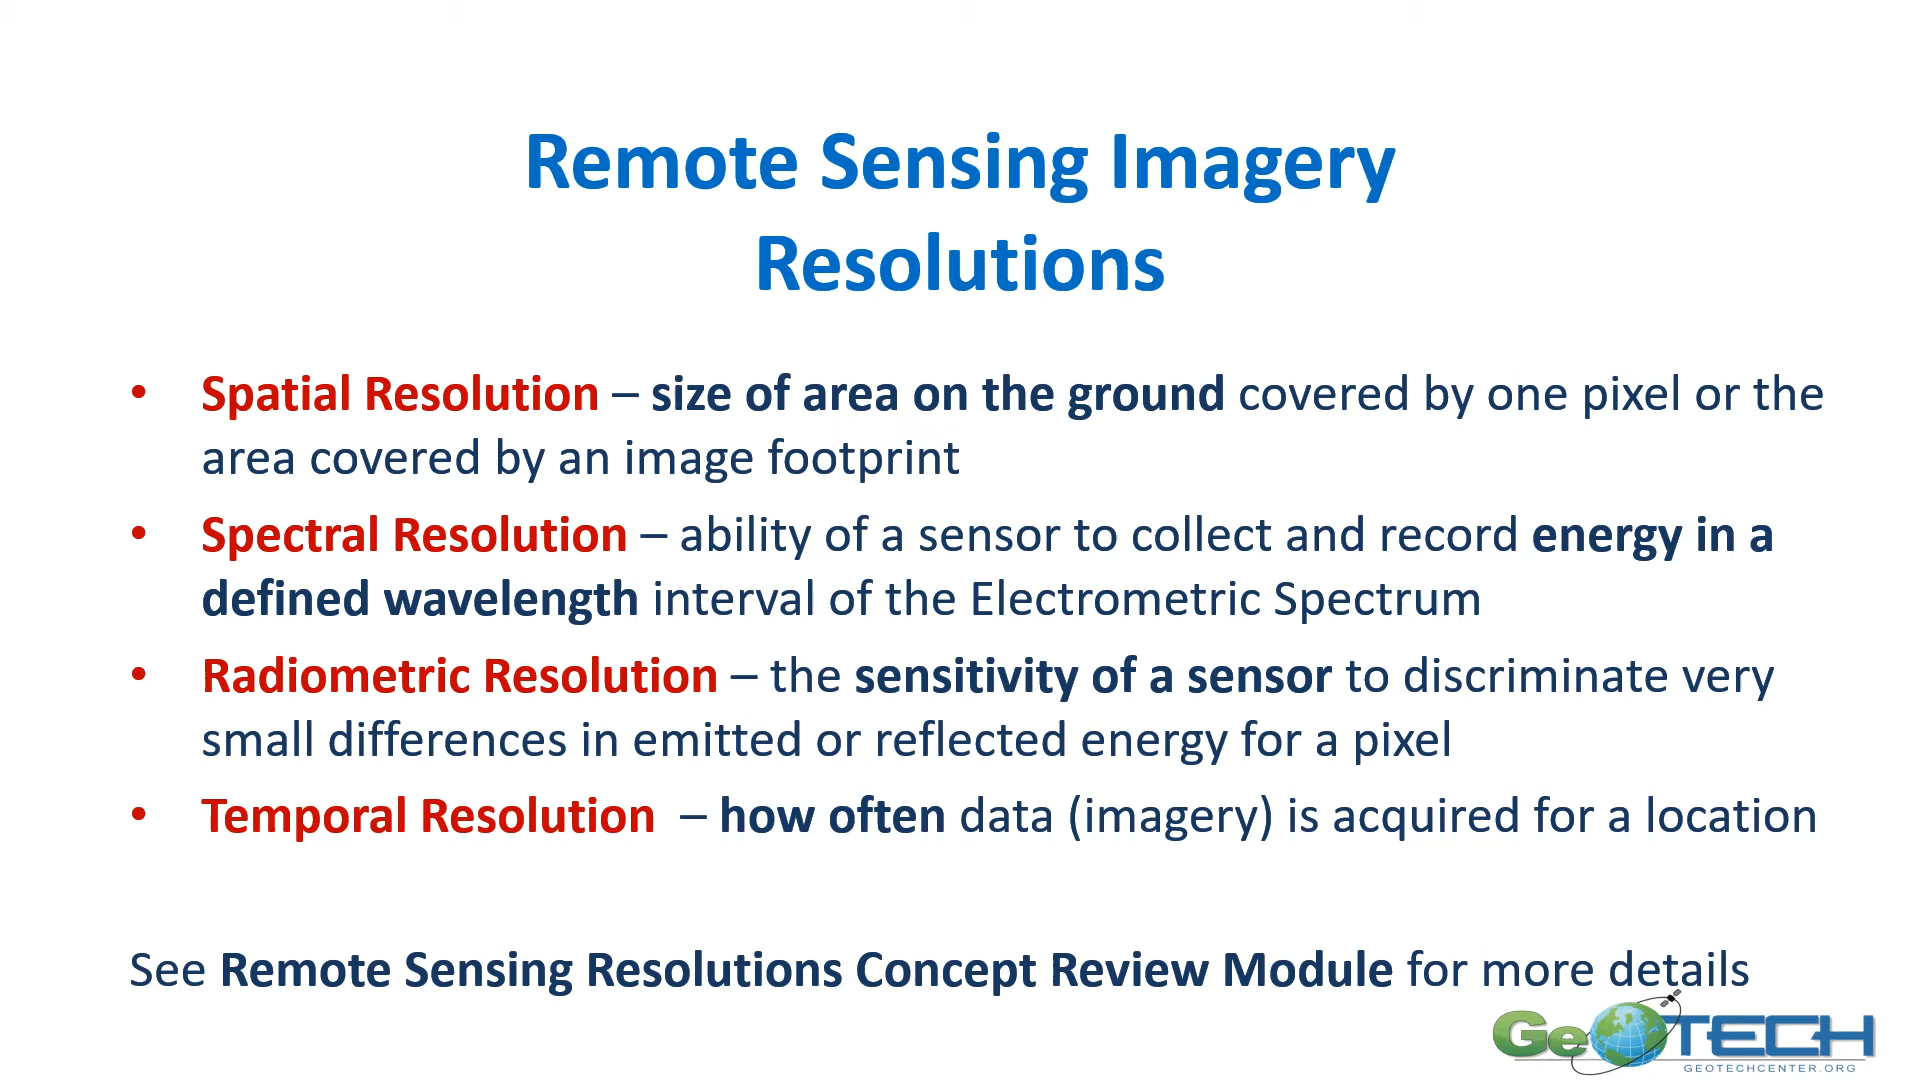 Remote Sensing Imagery
Resolutions
• Spatial Resolution – size of area on the ground covered by one pixel or the
area covered by an image footprint
• Spectral Resolution – ability of a sensor to collect and record energy in a
defined wavelength interval of the Electrometric Spectrum
• Radiometric Resolution – the sensitivity of a sensor to discriminate very
small differences in emitted or reflected energy for a pixel
• Temporal Resolution – how often data (imagery) is acquired for a location
See Remote Sensing Resolutions Concept Review Module for more details
GeoTECH
GEOTECHCENTER.ORG